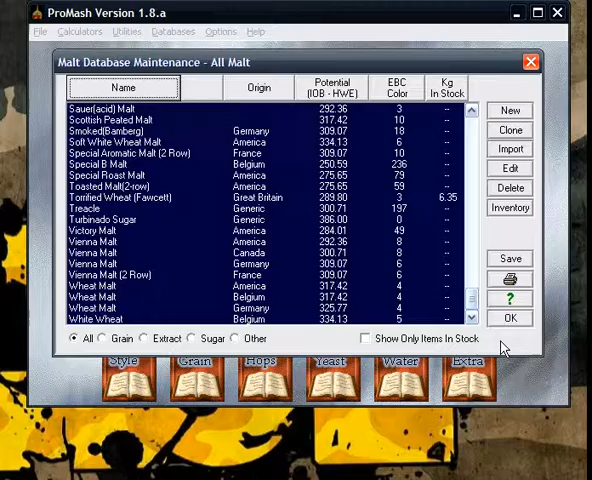 ProMash Version 1.8.a
File Calculators Utilities Databases Options Help
Malt Database Maintenance - All Malt
Name Origin Potential (IOB - HWE) EBC Color Kg In Stock
Sauer(acid) Malt 292.36 3 --
Scottish Peated Malt 317.42 10 --
Smoked(Bamberg) Germany 309.07 18 --
Soft White Wheat Malt America 334.13 6 --
Special Aromatic Malt (2 Row) France 309.07 10 --
Special B Malt Belgium 250.59 236 --
Special Roast Malt America 275.65 79 --
Toasted Malt(2-row) America 275.65 59 --
Torrified Wheat (Fawcett) Great Britain 289.80 3 6.35
Treacle Generic 300.71 197 --
Turbinado Sugar Generic 386.00 0 --
Victory Malt America 284.01 49 --
Vienna Malt America 292.36 8 --
Vienna Malt Canada 300.71 8 --
Vienna Malt Germany 309.07 6 --
Vienna Malt (2 Row) France 309.07 6 --
Wheat Malt America 317.42 4 --
Wheat Malt Belgium 317.42 4 --
Wheat Malt Germany 325.77 4 --
White Wheat Belgium 334.13 5 --
New
Clone
Import
Edit
Delete
Inventory
Save
?
OK
All Grain Extract Sugar Other Show Only Items In Stock
Style Grain Hops Yeast Water Extra